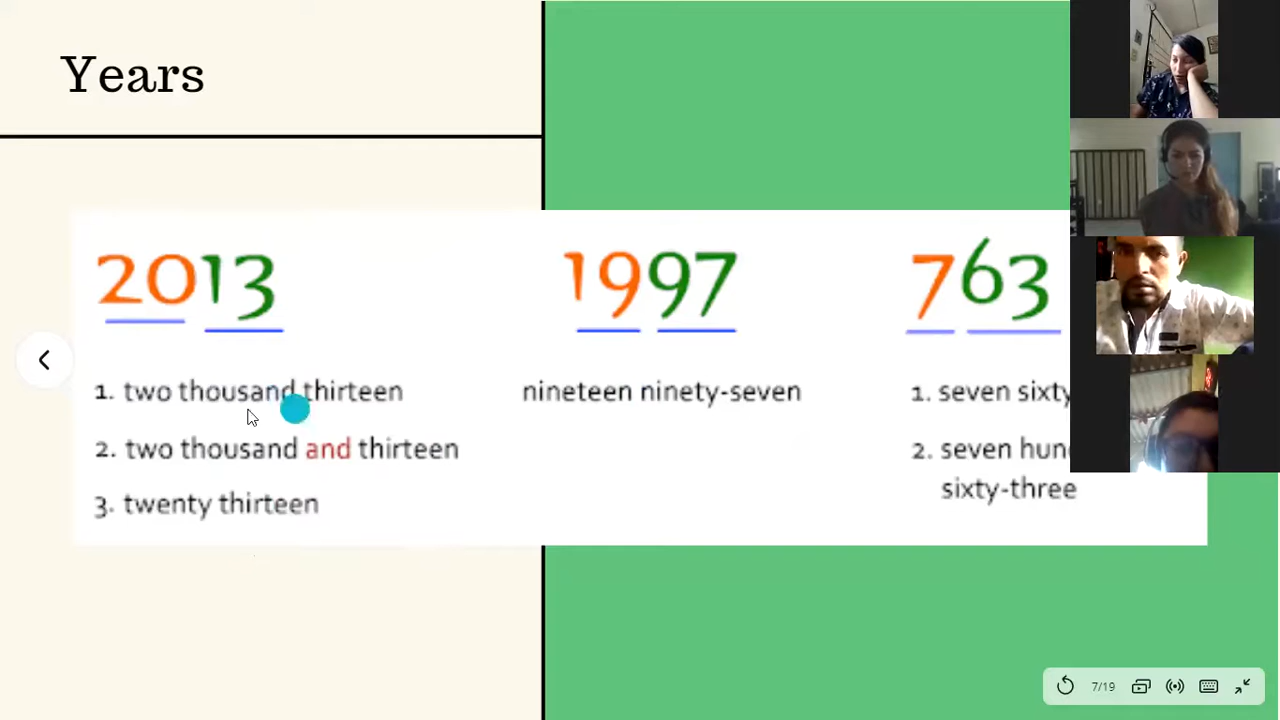 Years
2013
1997
763
1. two thousand thirteen
nineteen ninety-seven
1. seven sixty
2. two thousand and thirteen
2. seven
sixty-three
3. twenty thirteen
7/19